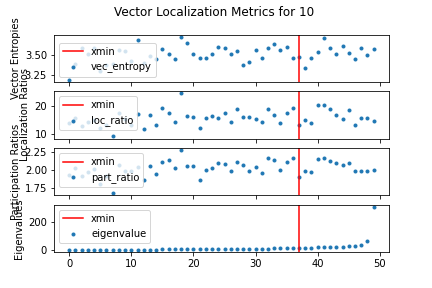 Vector Localization Metrics for 10
Vector Entropies
3.50
3.25
xmin
vec_entropy
Localization Ratios
20
10
xmin
loc_ratio
Participation Ratios
2.25
2.00
1.75
xmin
part_ratio
Eigenvalues
200
0
xmin
eigenvalue
0 10 20 30 40 50